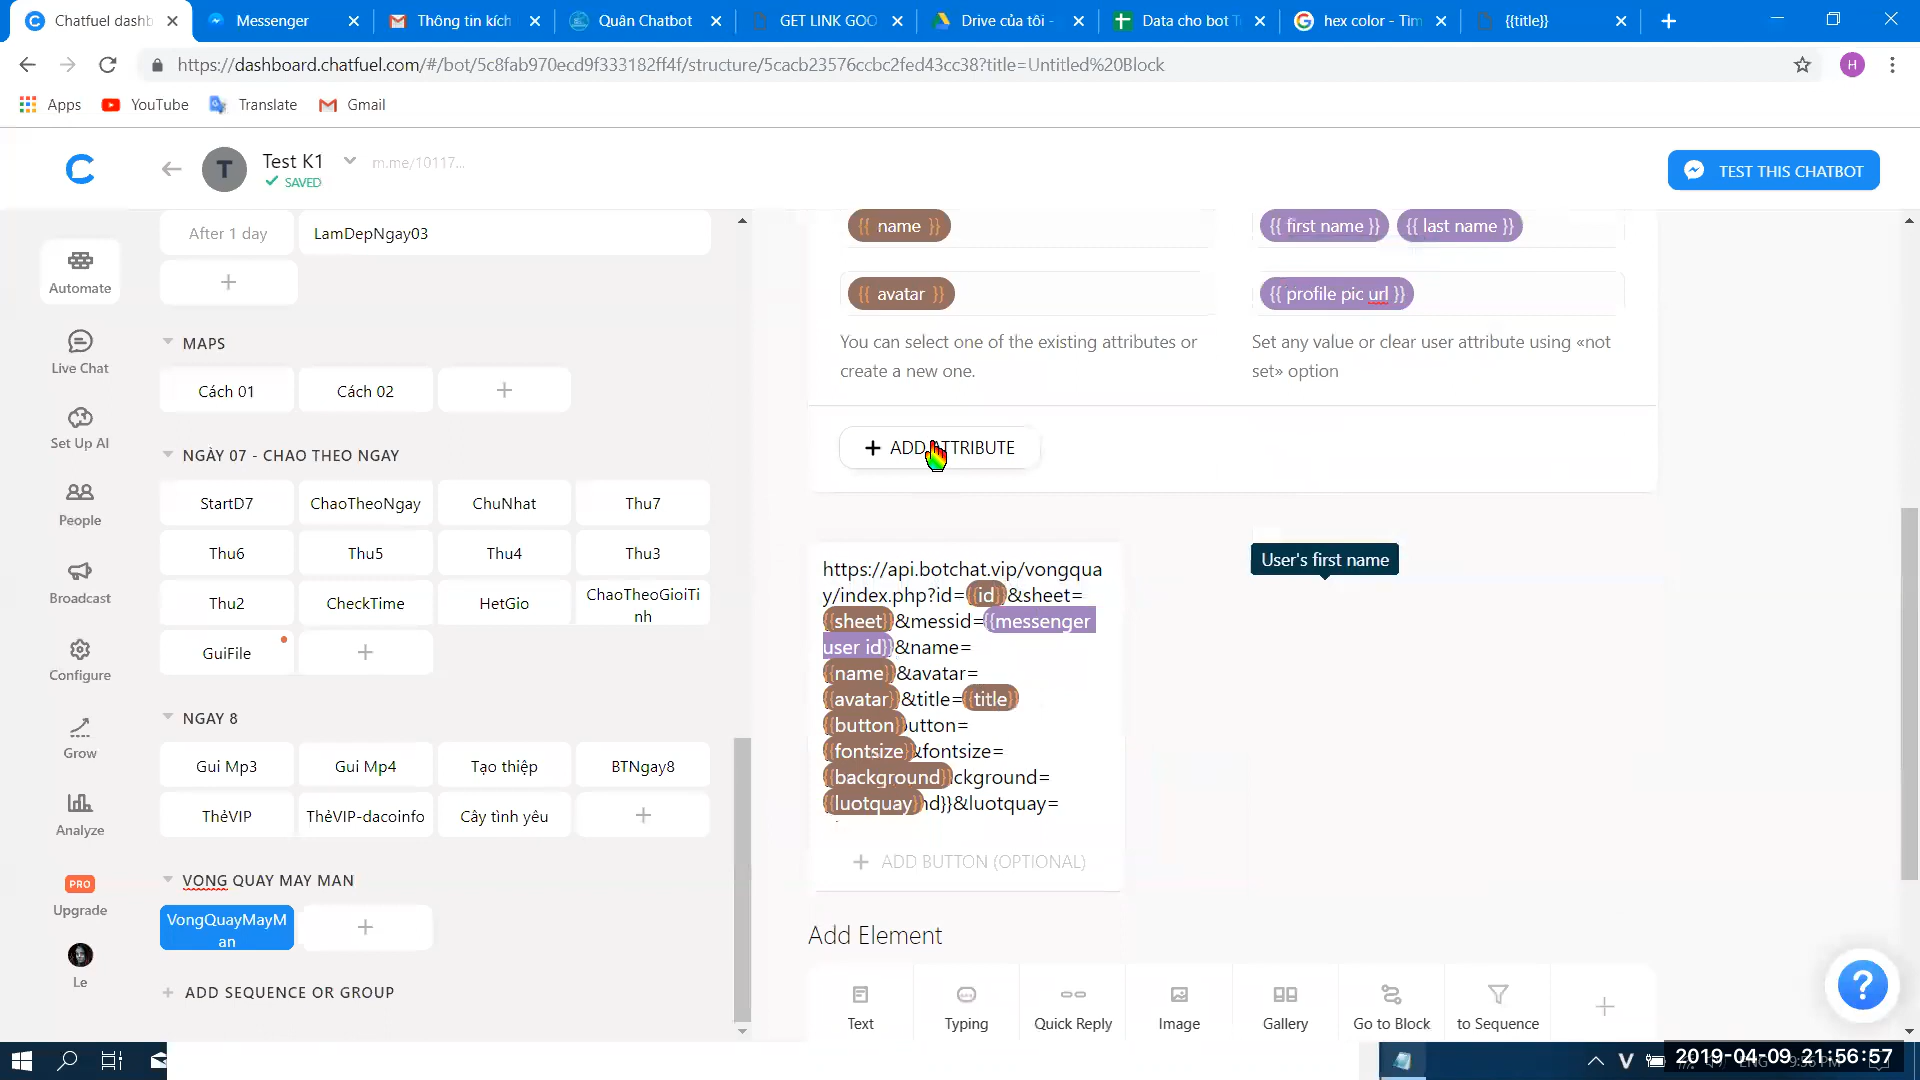 Chatfuel dashb
Messenger
Thông tin kích
Quân Chatbot
GET LINK GOO
Drive của tôi -
Data cho bot T
hex color - Tìm
{{title}}
https://dashboard.chatfuel.com/#/bot/5c8fab970ecd9f333182ff4f/structure/5cacb23576ccbc2fed43cc38?title=Untitled%20Block
H
Apps
YouTube
Translate
Gmail
T
Test K1
m.me/10117...
SAVED
TEST THIS CHATBOT
Automate
Live Chat
Set Up AI
People
Broadcast
Configure
Grow
Analyze
PRO
Upgrade
Le
After 1 day
LamDepNgay03
MAPS
Cách 01
Cách 02
NGÀY 07 - CHAO THEO NGAY
StartD7
ChaoTheoNgay
ChuNhat
Thu7
Thu6
Thu5
Thu4
Thu3
Thu2
CheckTime
HetGio
ChaoTheoGioiTi
nh
GuiFile
NGAY 8
Gui Mp3
Gui Mp4
Tạo thiệp
BTNgay8
ThẻVIP
ThẻVIP-dacoinfo
Cây tình yêu
VONG QUAY MAY MAN
VongQuayMayM
an
ADD SEQUENCE OR GROUP
{{ name }}
{{ first name }} {{ last name }}
{{ avatar }}
{{ profile pic url }}
You can select one of the existing attributes or
create a new one.
Set any value or clear user attribute using «not
set» option
ADD ATTRIBUTE
User's first name
https://api.botchat.vip/vongqua
y/index.php?id={{id}}&sheet=
{{sheet}}&messid={{messenger
user id}}&name=
{{name}}&avatar=
{{avatar}}&title={{title}}
{{button}}utton=
{{fontsize}}&fontsize=
{{background}}ckground=
{{luotquay}}nd}}&luotquay=
ADD BUTTON (OPTIONAL)
Add Element
Text
Typing
Quick Reply
Image
Gallery
Go to Block
to Sequence
?
V
2019-04-09 21:56:57